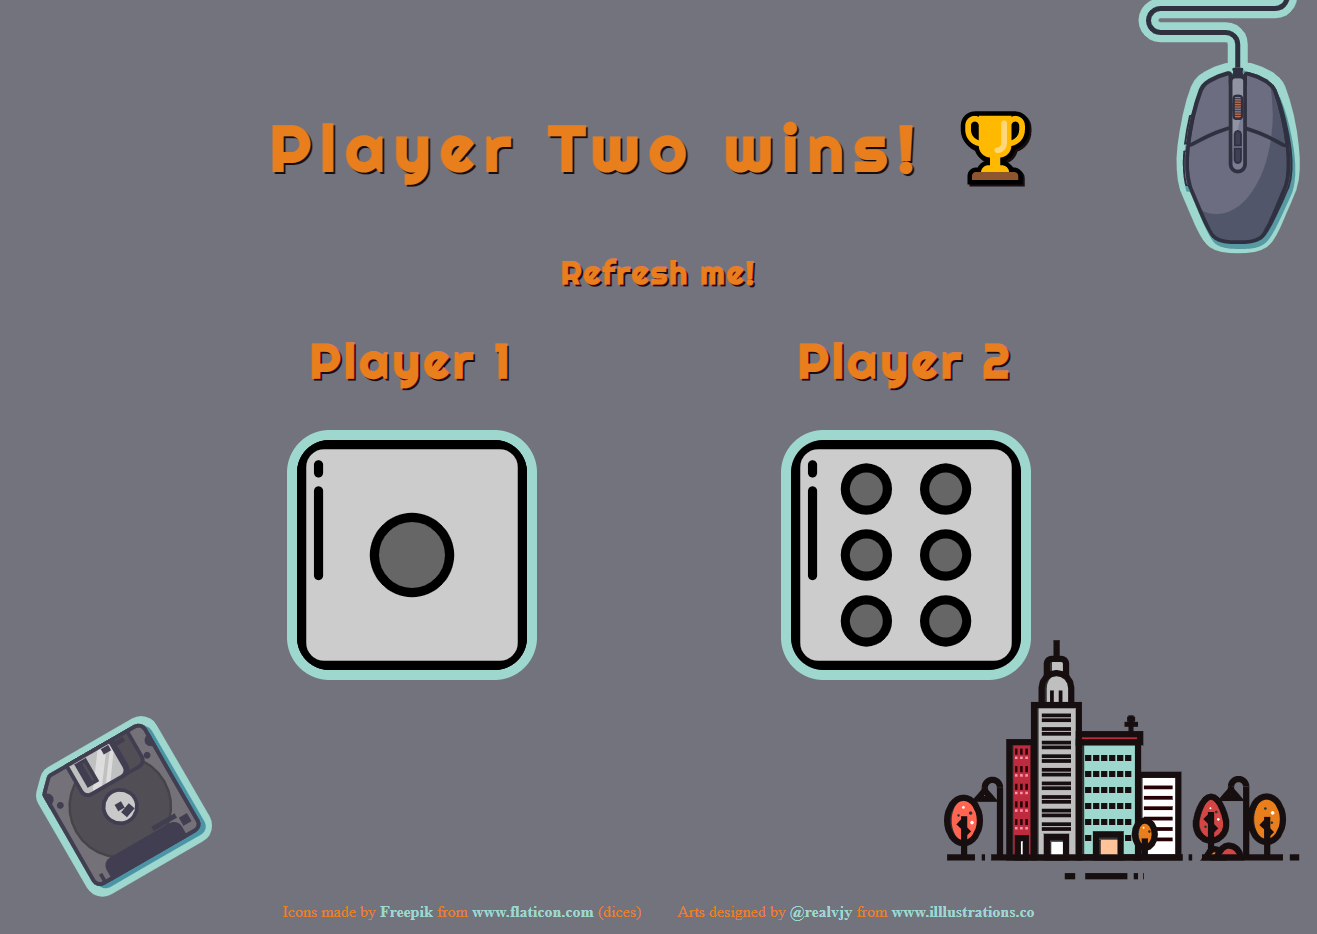 Player Two wins! 🏆
Refresh me!
Player 1
Player 2
Icons made by Freepik from www.flaticon.com (dices)
Arts designed by @realvjy from www.illlustrations.co